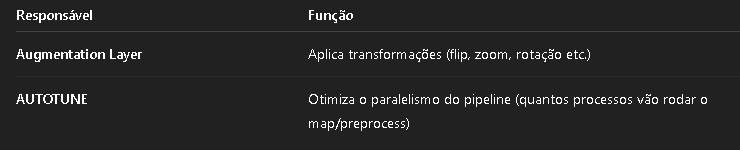 Responsável Função
Augmentation Layer Aplica transformações (flip, zoom, rotação etc.)
AUTOTUNE Otimiza o paralelismo do pipeline (quantos processos vão rodar o
map/preprocess)